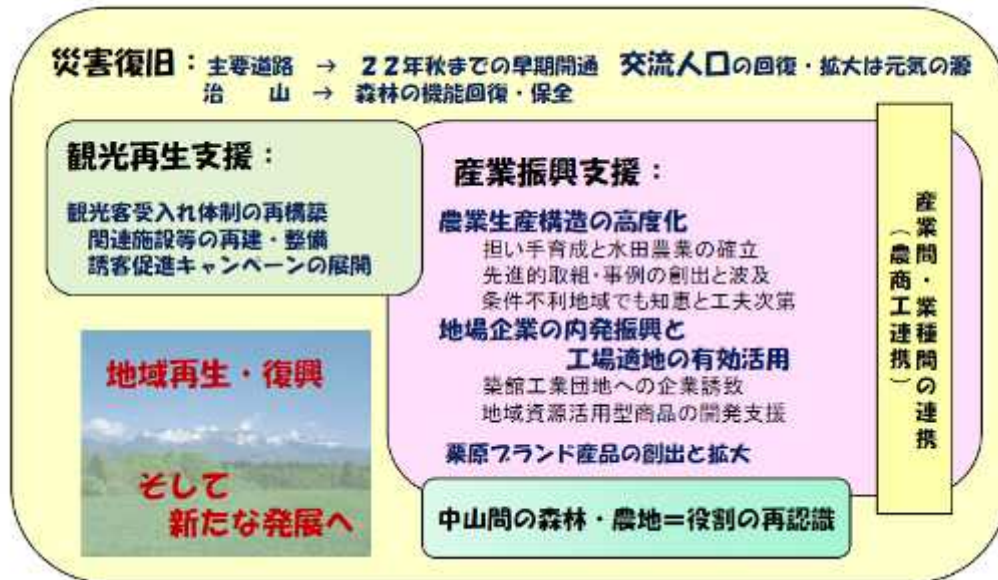 災害復旧：主要道路 → ２２年秋までの早期開通 交流人口の回復・拡大は元気の源
治 山 → 森林の機能回復・保全
観光再生支援：
観光客受入れ体制の再構築
関連施設等の再建・整備
誘客促進キャンペーンの展開
地域再生・復興
そして
新たな発展へ
産業振興支援：
農業生産構造の高度化
担い手育成と水田農業の確立
先進的取組・事例の創出と波及
条件不利地域でも知恵と工夫次第
地場企業の内発振興と
工場適地の有効活用
築館工業団地への企業誘致
地域資源活用型商品の開発支援
栗原ブランド産品の創出と拡大
中山間の森林・農地＝役割の再認識
産業間・業種間の連携
（農商工連携）